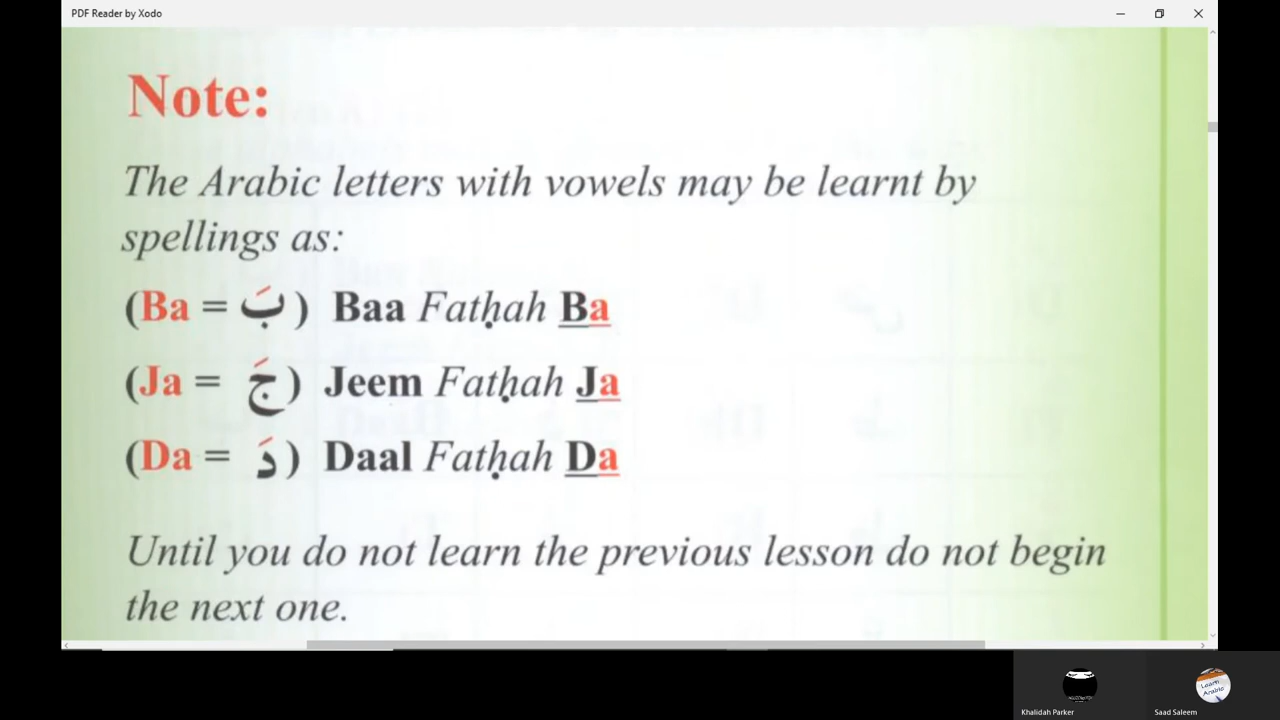 PDF Reader by Xodo
Note:
The Arabic letters with vowels may be learnt by
spellings as:
(Ba = بَ) Baa Fatḥah Ba
(Ja = جَ) Jeem Fatḥah Ja
(Da = دَ) Daal Fatḥah Da
Until you do not learn the previous lesson do not begin
the next one.
Learn
Arabic
Khalidah Parker
Saad Saleem